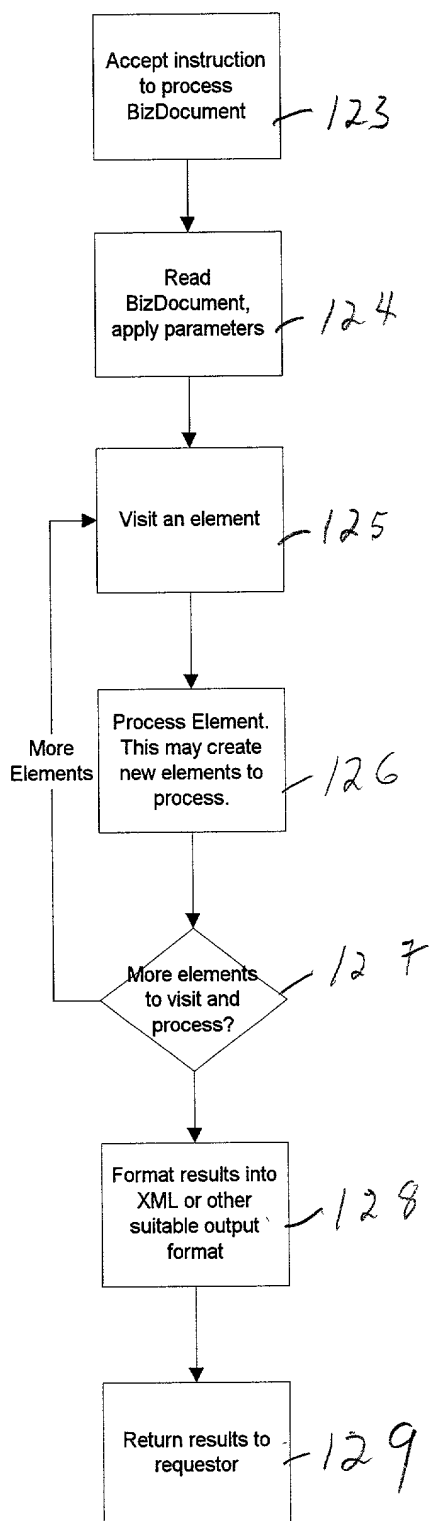 Accept instruction
to process
BizDocument
123
Read
BizDocument,
apply parameters
124
Visit an element
125
Process Element.
This may create
new elements to
process.
126
More
Elements
More elements
to visit and
process?
127
Format results into
XML or other
suitable output
format
128
Return results to
requestor
129